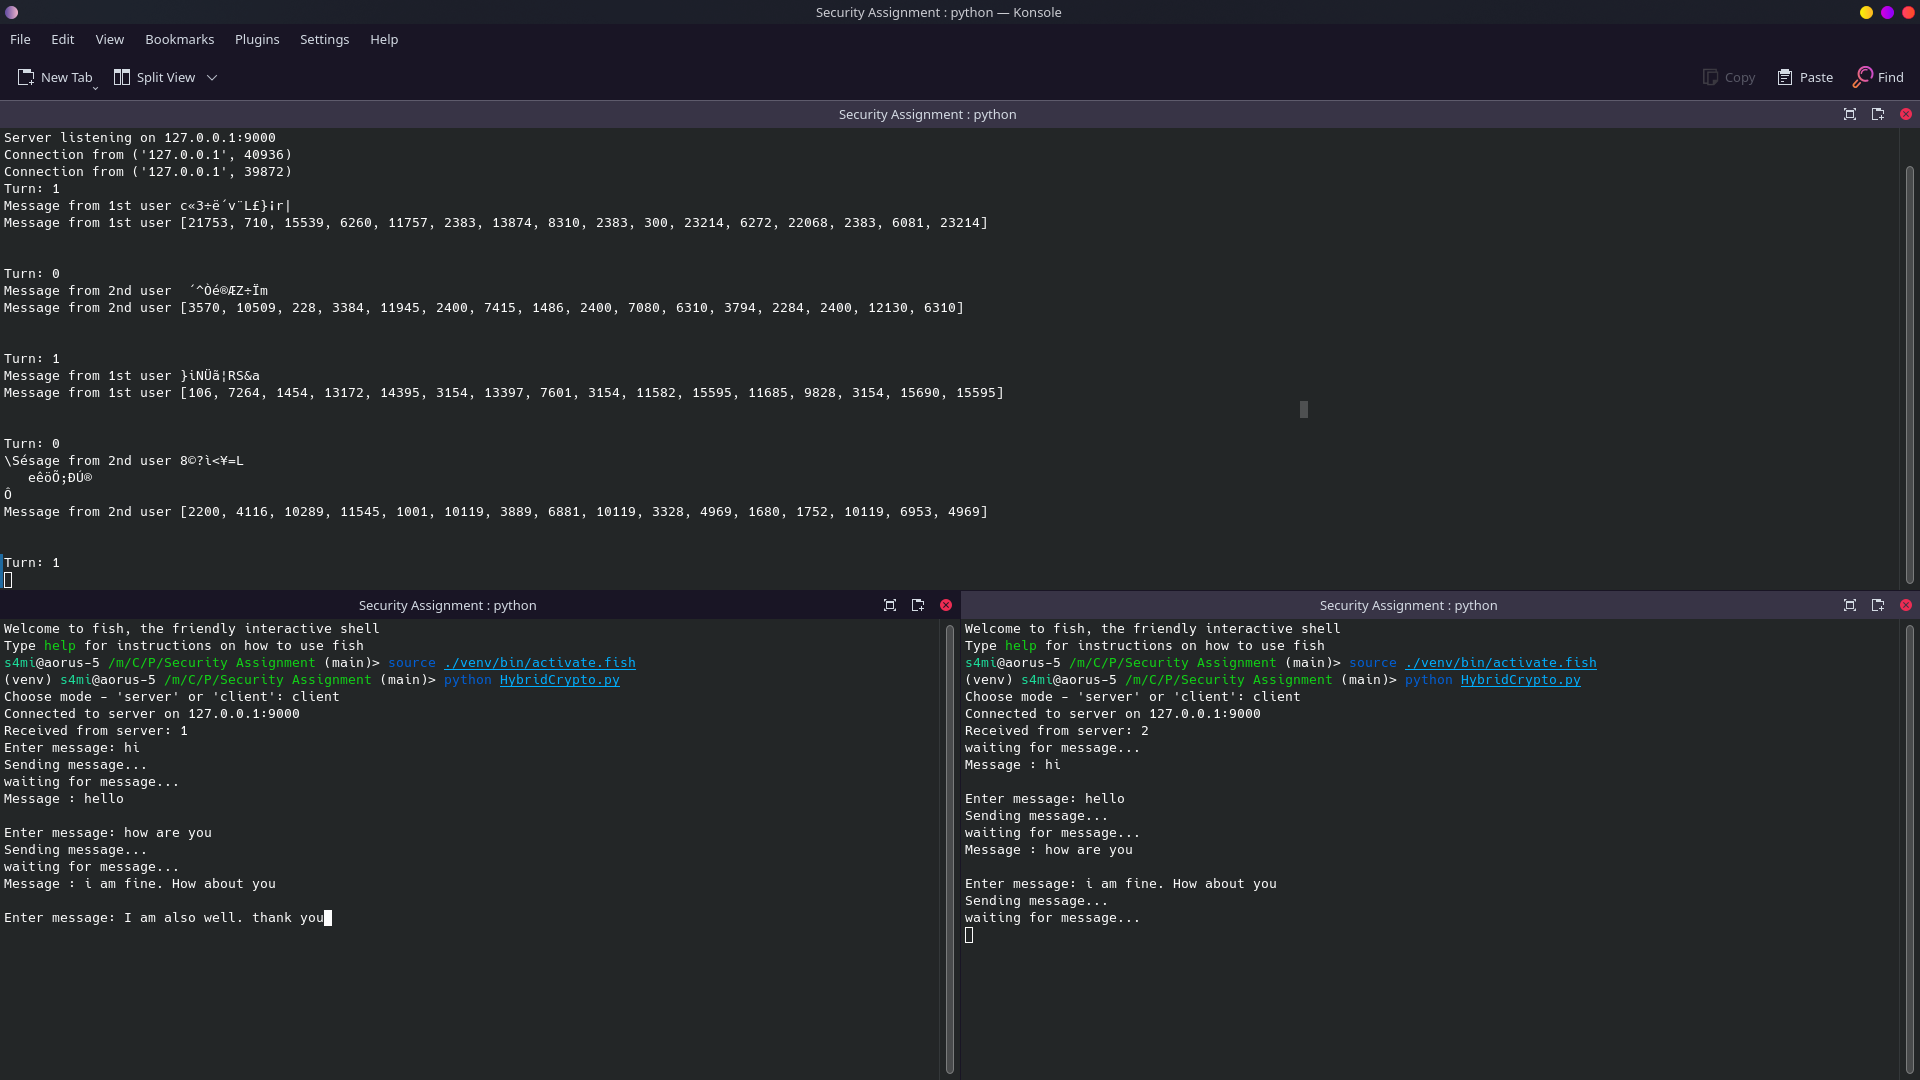 Security Assignment : python — Konsole
File Edit View Bookmarks Plugins Settings Help
New Tab Split View Copy Paste Find
Security Assignment : python
Server listening on 127.0.0.1:9000
Connection from ('127.0.0.1', 40936)
Connection from ('127.0.0.1', 39872)
Turn: 1
Message from 1st user c«3÷ë´v¨L£}¡r|
Message from 1st user [21753, 710, 15539, 6260, 11757, 2383, 13874, 8310, 2383, 300, 23214, 6272, 22068, 2383, 6081, 23214]
Turn: 0
Message from 2nd user  ´^Òé®ÆZ÷Ïm
Message from 2nd user [3570, 10509, 228, 3384, 11945, 2400, 7415, 1486, 2400, 7080, 6310, 3794, 2284, 2400, 12130, 6310]
Turn: 1
Message from 1st user }iNÜã¦RS&a
Message from 1st user [106, 7264, 1454, 13172, 14395, 3154, 13397, 7601, 3154, 11582, 15595, 11685, 9828, 3154, 15690, 15595]
Turn: 0
\Sésage from 2nd user 8©?ì<¥=L
eêöÕ;ÐÚ®
Ô
Message from 2nd user [2200, 4116, 10289, 11545, 1001, 10119, 3889, 6881, 10119, 3328, 4969, 1680, 1752, 10119, 6953, 4969]
Turn: 1
Security Assignment : python
Welcome to fish, the friendly interactive shell
Type help for instructions on how to use fish
s4mi@aorus-5 /m/C/P/Security Assignment (main)> source ./venv/bin/activate.fish
(venv) s4mi@aorus-5 /m/C/P/Security Assignment (main)> python HybridCrypto.py
Choose mode - 'server' or 'client': client
Connected to server on 127.0.0.1:9000
Received from server: 1
Enter message: hi
Sending message...
waiting for message...
Message : hello
Enter message: how are you
Sending message...
waiting for message...
Message : i am fine. How about you
Enter message: I am also well. thank you
Security Assignment : python
Welcome to fish, the friendly interactive shell
Type help for instructions on how to use fish
s4mi@aorus-5 /m/C/P/Security Assignment (main)> source ./venv/bin/activate.fish
(venv) s4mi@aorus-5 /m/C/P/Security Assignment (main)> python HybridCrypto.py
Choose mode - 'server' or 'client': client
Connected to server on 127.0.0.1:9000
Received from server: 2
waiting for message...
Message : hi
Enter message: hello
Sending message...
waiting for message...
Message : how are you
Enter message: i am fine. How about you
Sending message...
waiting for message...